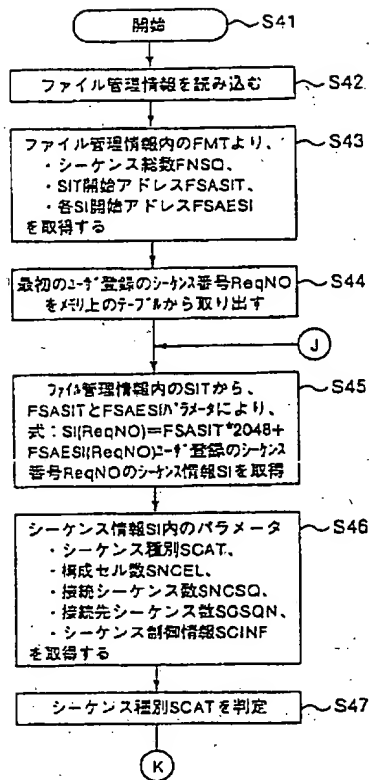 開始
S41
ファイル管理情報を読み込む
S42
ファイル管理情報内のFMTより、
・シーケンス総数FNSQ、
・SIT開始アドレスFSASIT、
・各SI開始アドレスFSAESI
を取得する
S43
最初のユーザ登録のシーケンス番号ReqNO
をメモリ上のテーブルから取り出す
S44
J
ファイル管理情報内のSITから、
FSASITとFSAESIパラメータにより、
式：SI(ReqNO)＝FSASIT*2048+
FSAESI(ReqNO)ユーザ登録のシーケンス
番号ReqNOのシーケンス情報SIを取得
S45
シーケンス情報SI内のパラメータ
・シーケンス種別SCAT、
・構成セル数SNCEL、
・接続シーケンス数SNCSQ、
・接続先シーケンス数SGSQN、
・シーケンス制御情報SCINF
を取得する
S46
シーケンス種別SCATを判定
S47
K